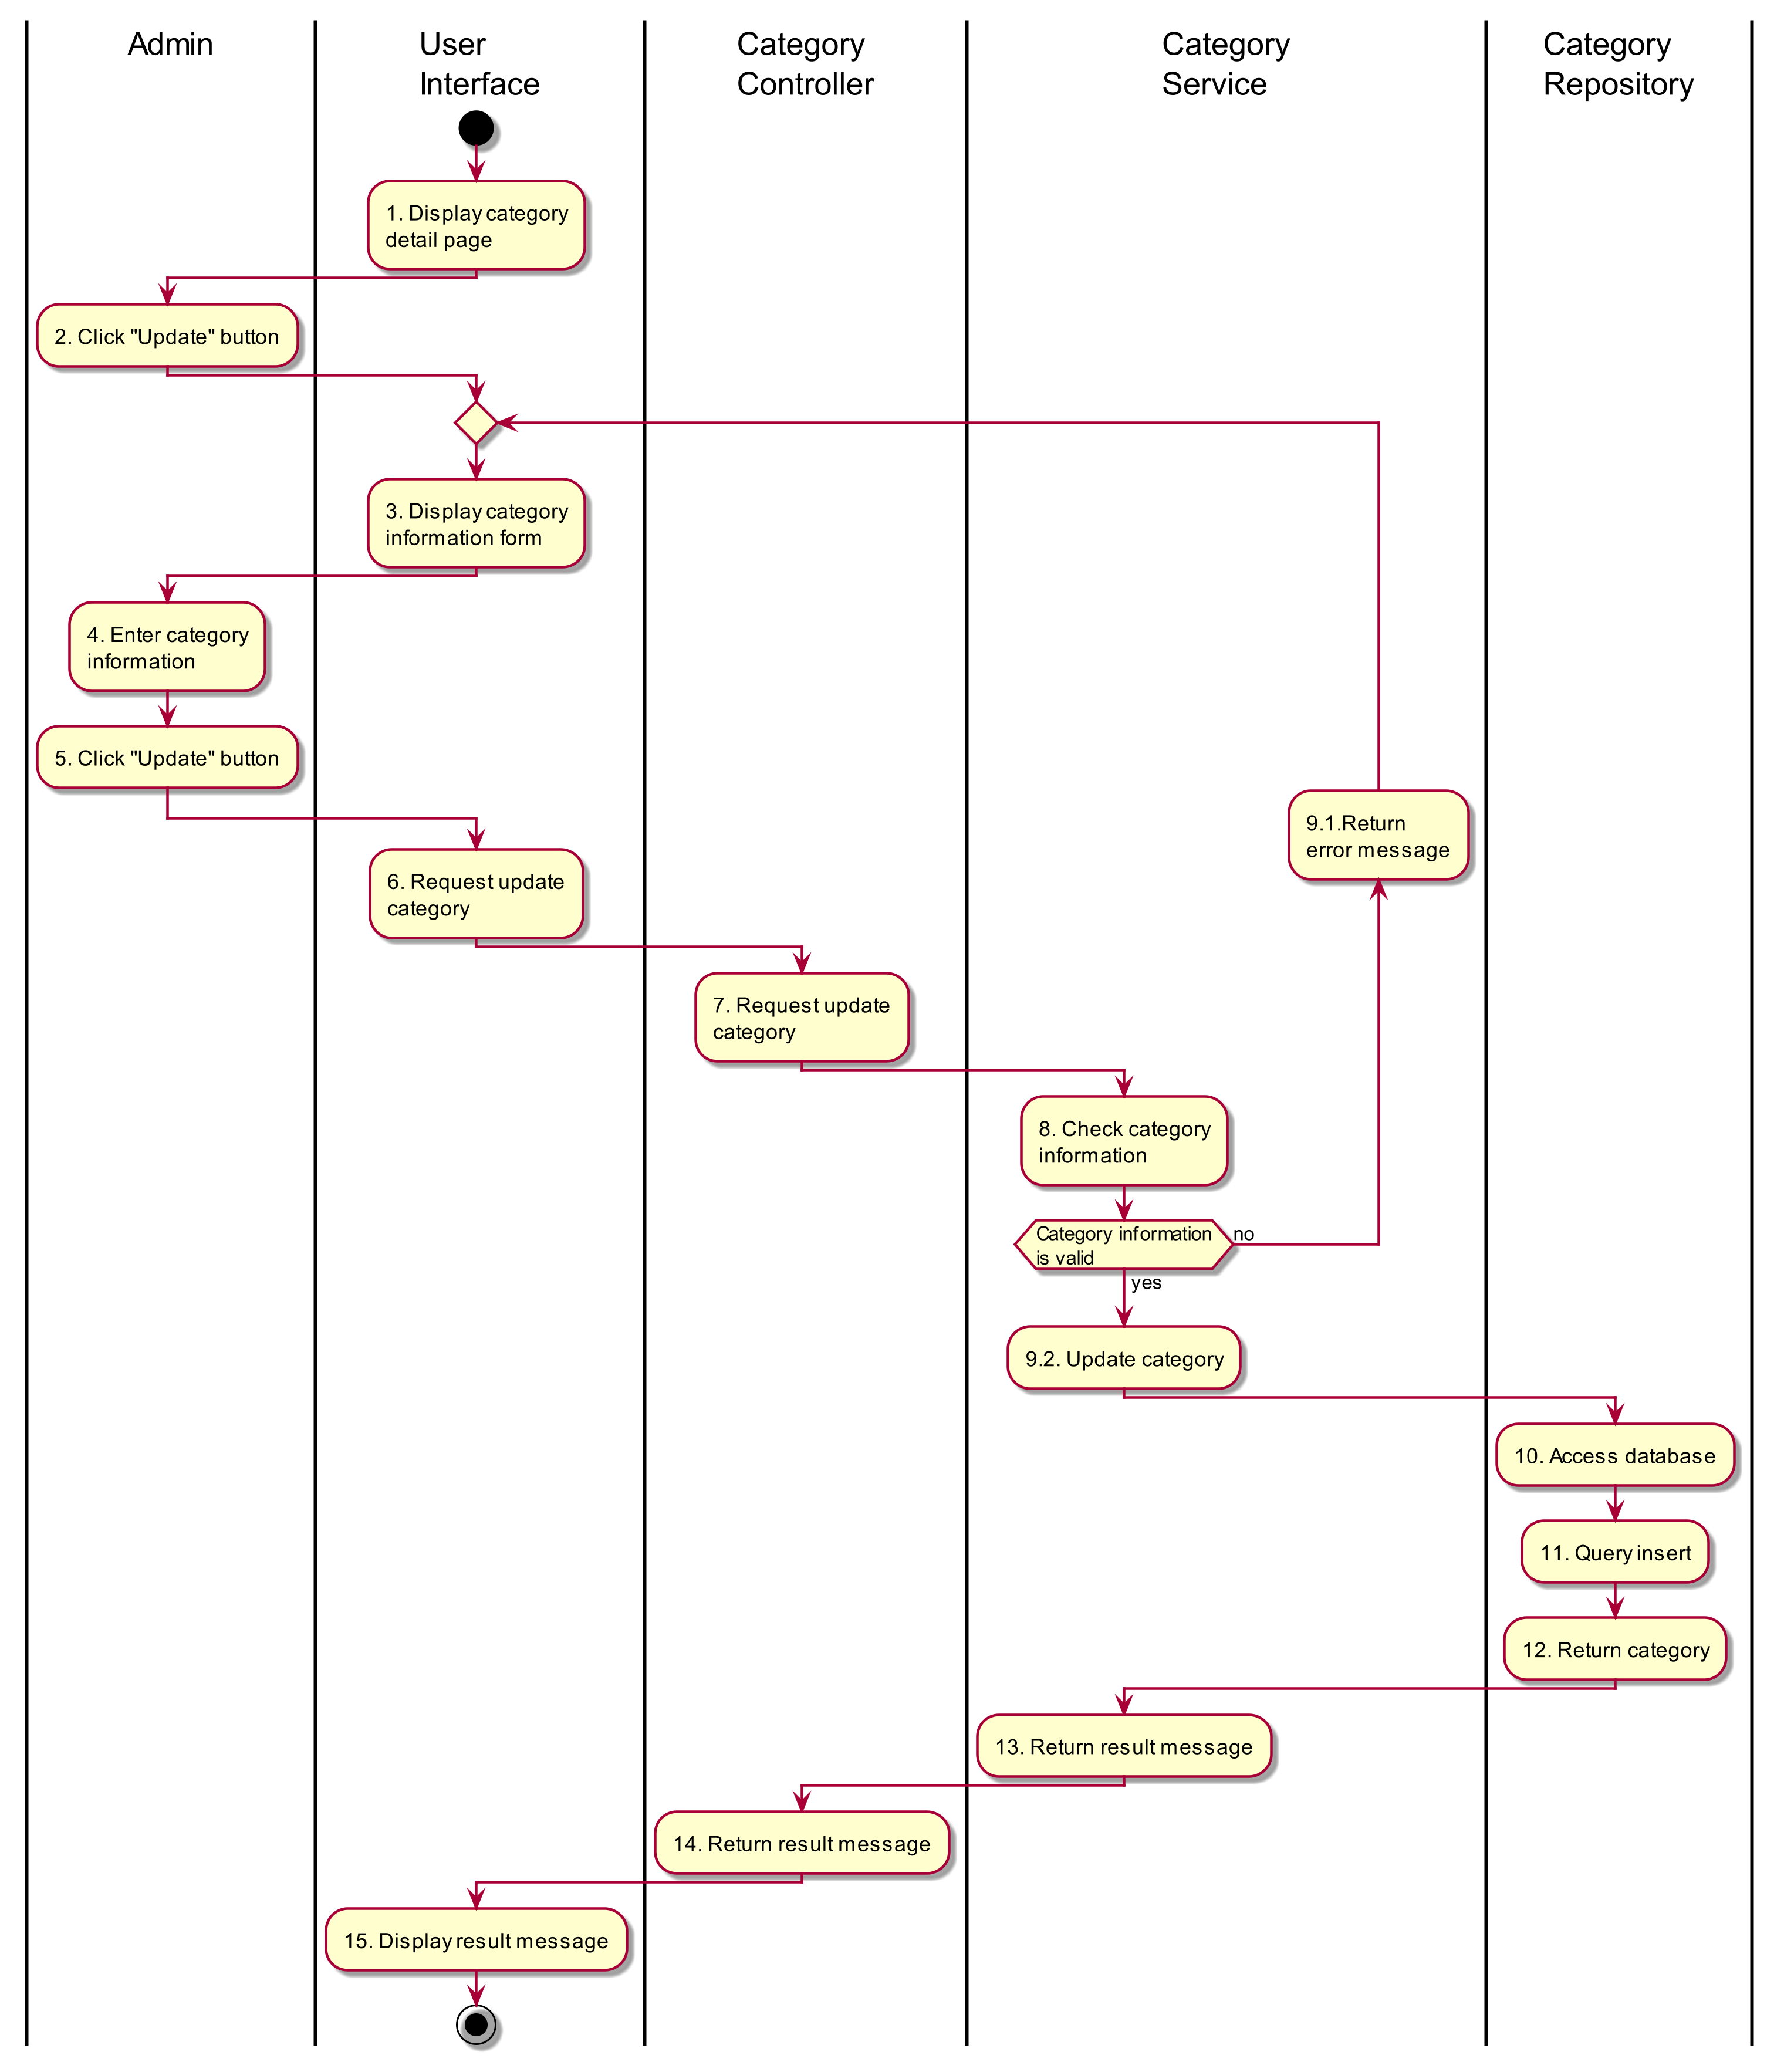 Admin
User
Interface
Category
Controller
Category
Service
Category
Repository
1. Display category
detail page
2. Click "Update" button
3. Display category
information form
4. Enter category
information
5. Click "Update" button
9.1.Return
error message
6. Request update
category
7. Request update
category
8. Check category
information
Category information
is valid
no
yes
9.2. Update category
10. Access database
11. Query insert
12. Return category
13. Return result message
14. Return result message
15. Display result message